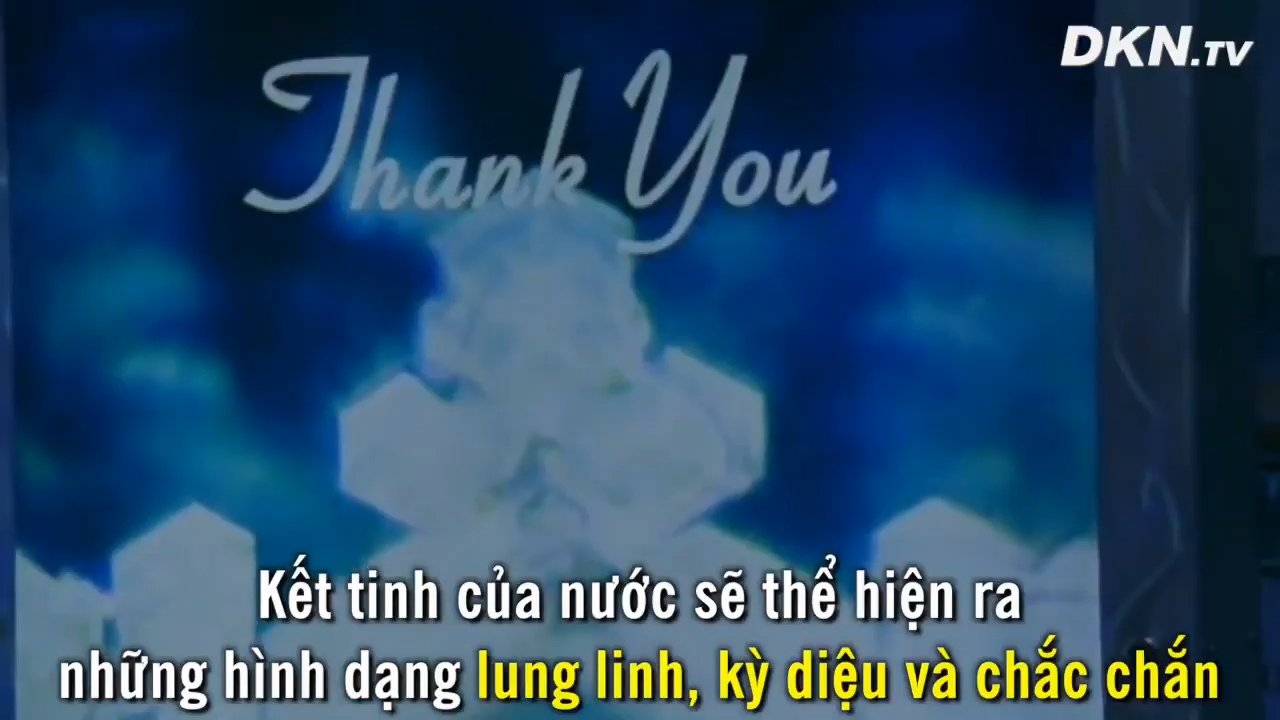 DKN.TV
Thank You
Kết tinh của nước sẽ thể hiện ra
những hình dạng lung linh, kỳ diệu và chắc chắn